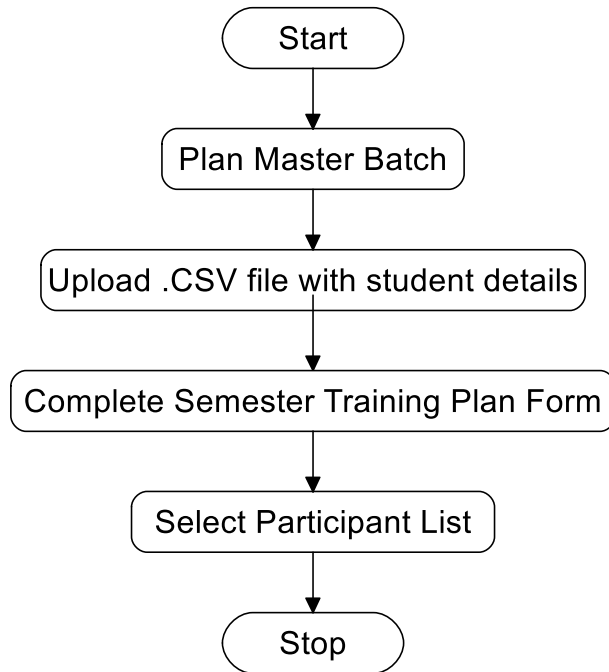 Start
Plan Master Batch
Upload .CSV file with student details
Complete Semester Training Plan Form
Select Participant List
Stop